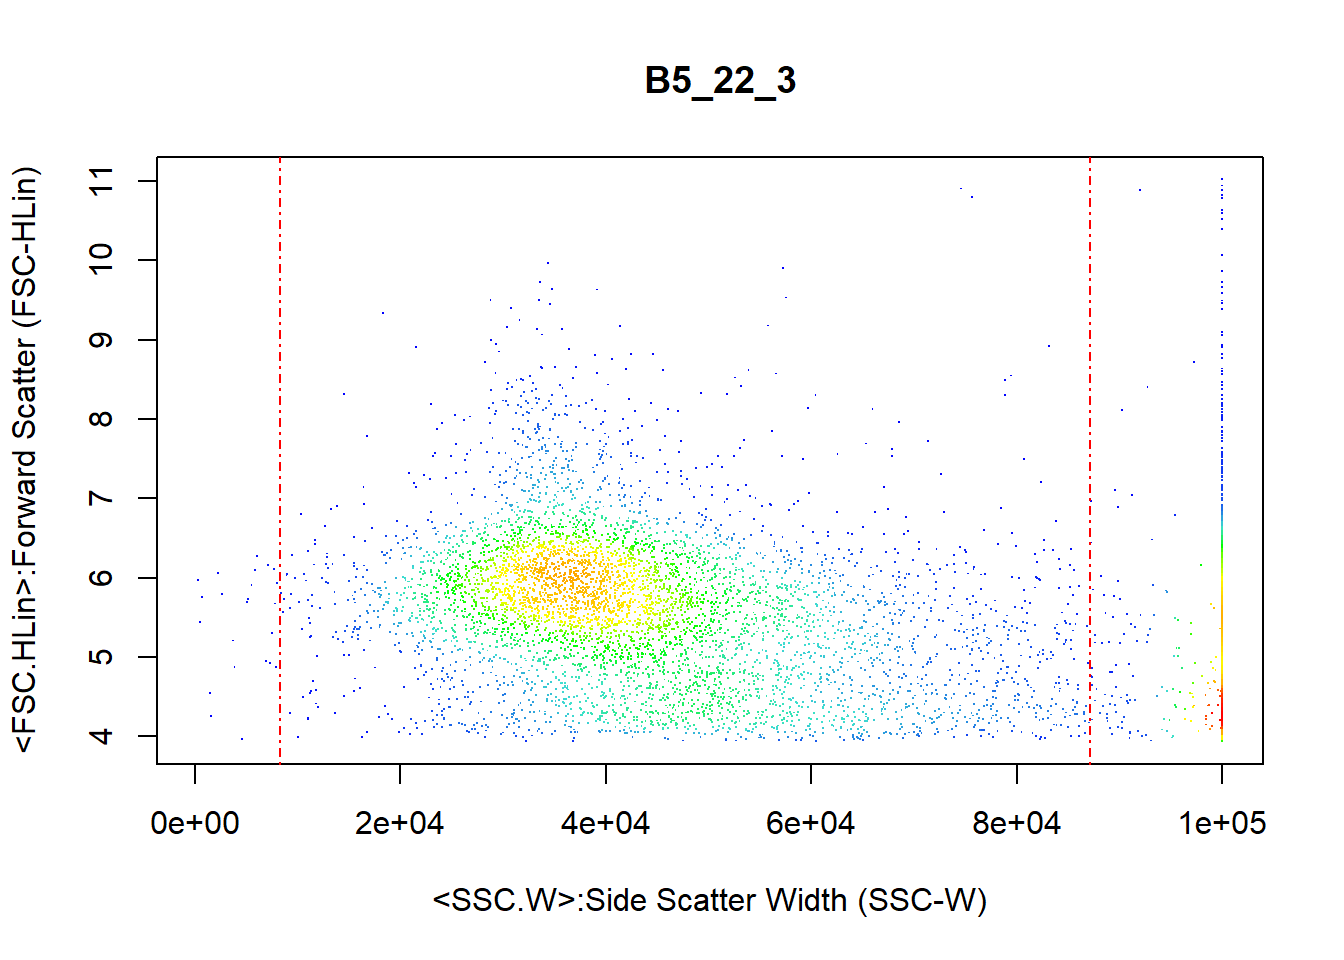 B5_22_3
<FSC.HLin>:Forward Scatter (FSC-HLin)
11
10
9
8
7
6
5
4
0e+00 2e+04 4e+04 6e+04 8e+04 1e+05
<SSC.W>:Side Scatter Width (SSC-W)